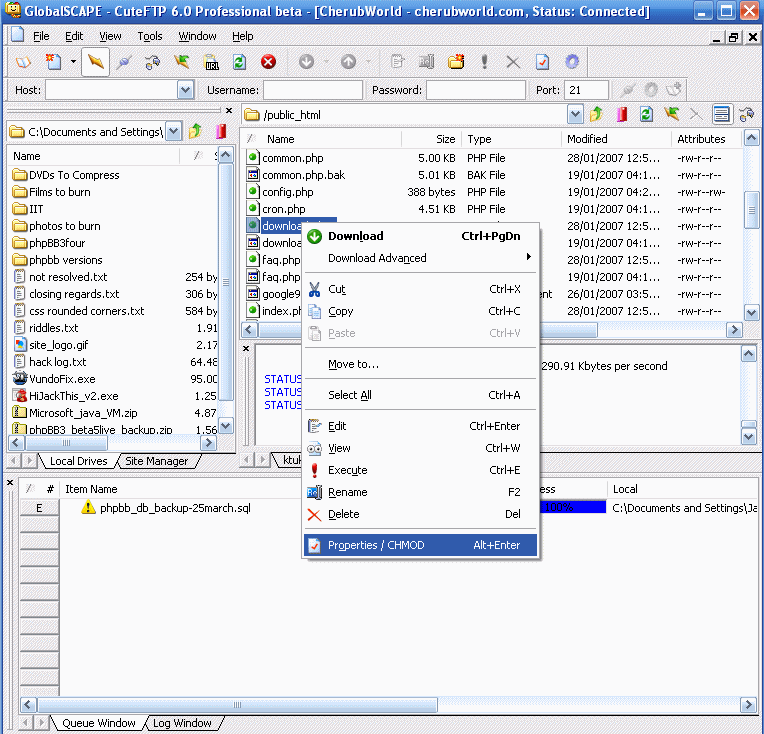 GlobalSCAPE - CuteFTP 6.0 Professional beta - [CherubWorld - cherubworld.com, Status: Connected]
File Edit View Tools Window Help
Host: Username: Password: Port: 21
C:\Documents and Settings\
/public_html
Name
DVDs To Compress
Films to burn
IIT
photos to burn
phpBB3four
phpbb versions
not resolved.txt 254 by
closing regards.txt 306 by
css rounded corners.txt 584 by
riddles.txt 1.91
site_logo.gif 2.17
hack log.txt 64.48
VundoFix.exe 95.00
HiJackThis_v2.exe 1.25
Microsoft_java_VM.zip 4.87
phpBB3_beta5live_backup.zip 1.56
Local Drives Site Manager
Name Size Type Modified Attributes
common.php 5.00 KB PHP File 28/01/2007 12:5... -rw-r--r--
common.php.bak 5.01 KB BAK File 19/01/2007 04:1... -rw-r--r--
config.php 388 bytes PHP File 19/01/2007 04:2... -rw-r--rw-
cron.php 4.51 KB PHP File 19/01/2007 04:1... -rw-r--r--
28/01/2007 12:5... -rw-r--r--
19/01/2007 04:1... -rw-r--r--
faq.php 28/01/2007 12:5... -rw-r--r--
faq.php 19/01/2007 04:1... -rw-r--r--
google9 ent 26/01/2007 03:5... -rw-r--r--
index.ph 28/01/2007 12:5... -rw-r--r--
Download Ctrl+PgDn
Download Advanced
Cut Ctrl+X
Copy Ctrl+C
Paste Ctrl+V
Move to...
Select All Ctrl+A
Edit Ctrl+Enter
View Ctrl+W
Execute Ctrl+E
Rename F2
Delete Del
Properties / CHMOD Alt+Enter
290.91 Kbytes per second
STATUS
STATUS
STATUS
ktuk
# Item Name ess Local
E phpbb_db_backup-25march.sql C:\Documents and Settings\Ja
Queue Window Log Window